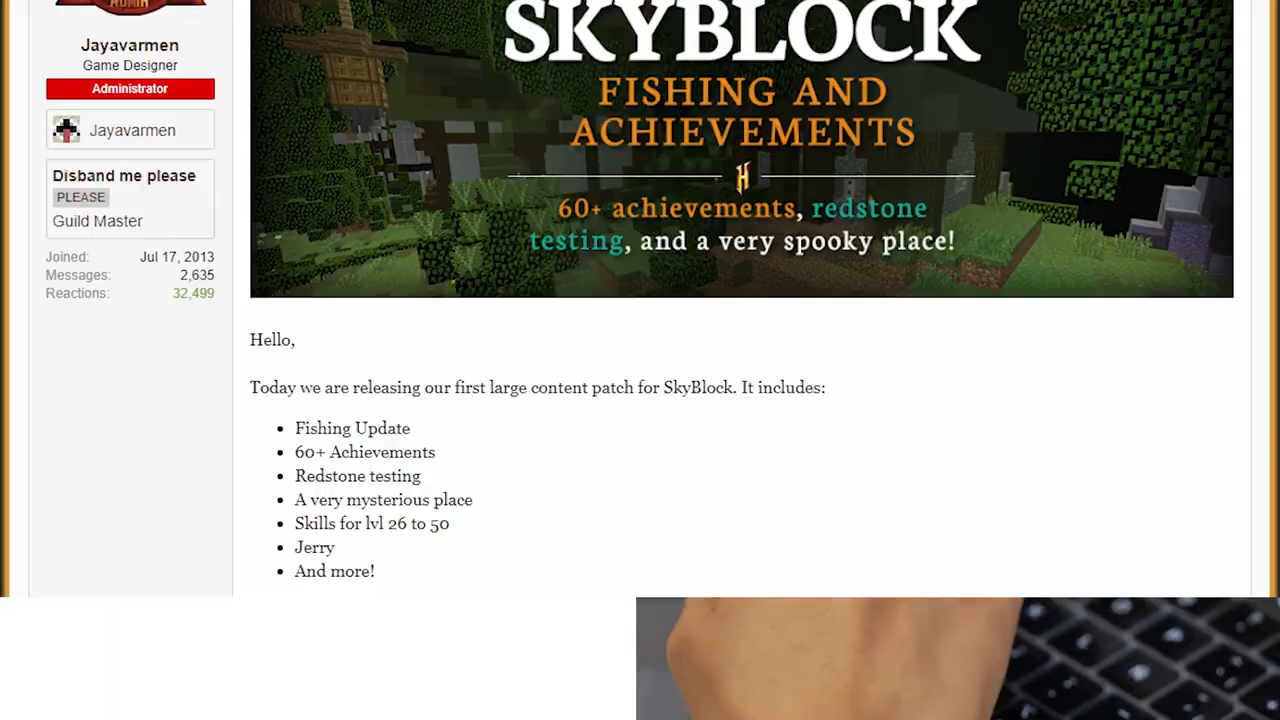 ADMIN
Jayavarmen
Game Designer
Administrator
Jayavarmen
Disband me please
PLEASE
Guild Master
Joined: Jul 17, 2013
Messages: 2,635
Reactions: 32,499
SKYBLOCK
FISHING AND
ACHIEVEMENTS
H
60+ achievements, redstone
testing, and a very spooky place!
Hello,
Today we are releasing our first large content patch for SkyBlock. It includes:
• Fishing Update
• 60+ Achievements
• Redstone testing
• A very mysterious place
• Skills for lvl 26 to 50
• Jerry
• And more!